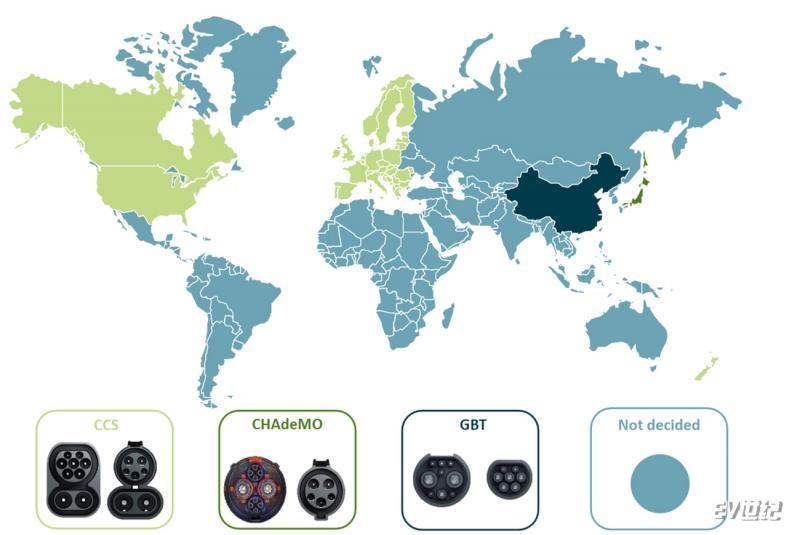 CCS
CHAdeMO
GBT
Not decided
EV世纪